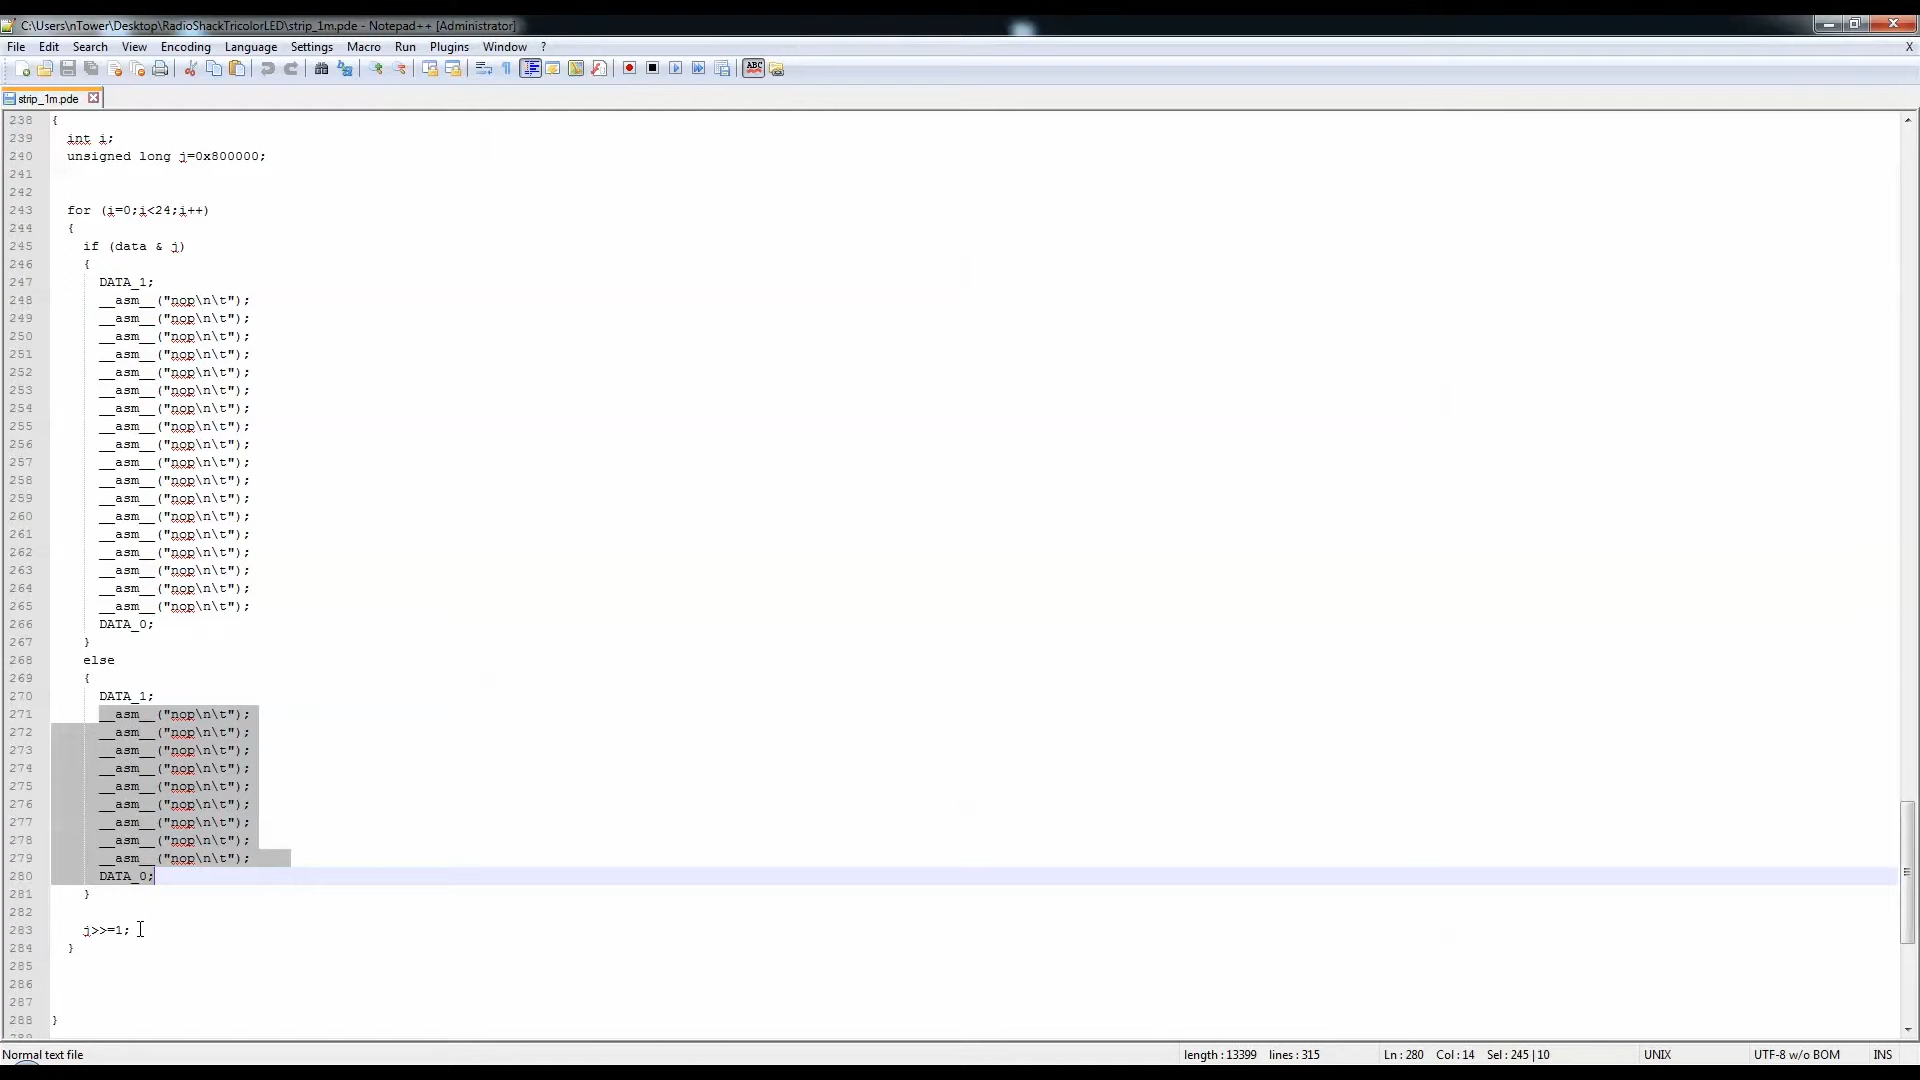 C:\Users\nTower\Desktop\RadioShackTricolorLED\strip_1m.pde - Notepad++ [Administrator]
File Edit Search View Encoding Language Settings Macro Run Plugins Window ? X
ABC
strip_1m.pde
238 {
239 int i;
240 unsigned long j=0x800000;
241
242
243 for (i=0;i<24;i++)
244 {
245 if (data & j)
246 {
247 DATA_1;
248 __asm__("nop\n\t");
249 __asm__("nop\n\t");
250 __asm__("nop\n\t");
251 __asm__("nop\n\t");
252 __asm__("nop\n\t");
253 __asm__("nop\n\t");
254 __asm__("nop\n\t");
255 __asm__("nop\n\t");
256 __asm__("nop\n\t");
257 __asm__("nop\n\t");
258 __asm__("nop\n\t");
259 __asm__("nop\n\t");
260 __asm__("nop\n\t");
261 __asm__("nop\n\t");
262 __asm__("nop\n\t");
263 __asm__("nop\n\t");
264 __asm__("nop\n\t");
265 __asm__("nop\n\t");
266 DATA_0;
267 }
268 else
269 {
270 DATA_1;
271 __asm__("nop\n\t");
272 __asm__("nop\n\t");
273 __asm__("nop\n\t");
274 __asm__("nop\n\t");
275 __asm__("nop\n\t");
276 __asm__("nop\n\t");
277 __asm__("nop\n\t");
278 __asm__("nop\n\t");
279 __asm__("nop\n\t");
280 DATA_0;
281 }
282
283 j>>=1;
284 }
285
286
287
288 }
289
Normal text file length : 13399 lines : 315 Ln : 280 Col : 14 Sel : 245 | 10 UNIX UTF-8 w/o BOM INS